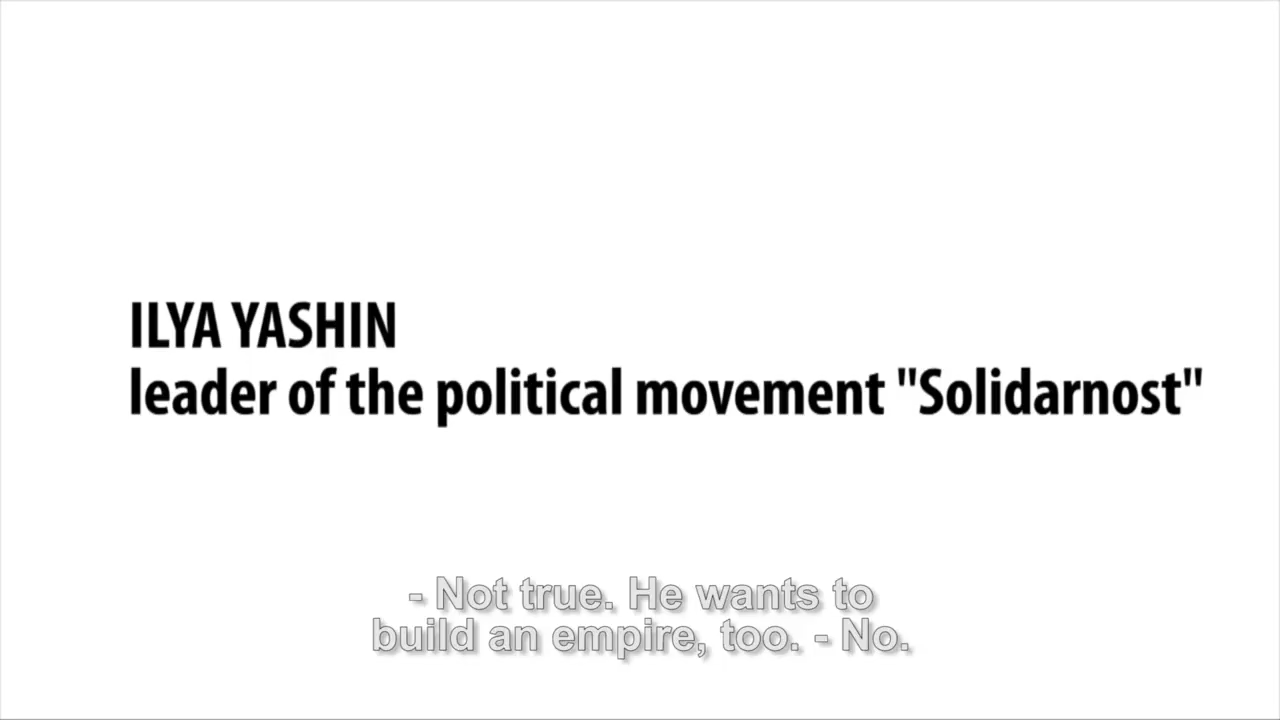 ILYA YASHIN
leader of the political movement "Solidarnost"
- Not true. He wants to
build an empire, too. - No.